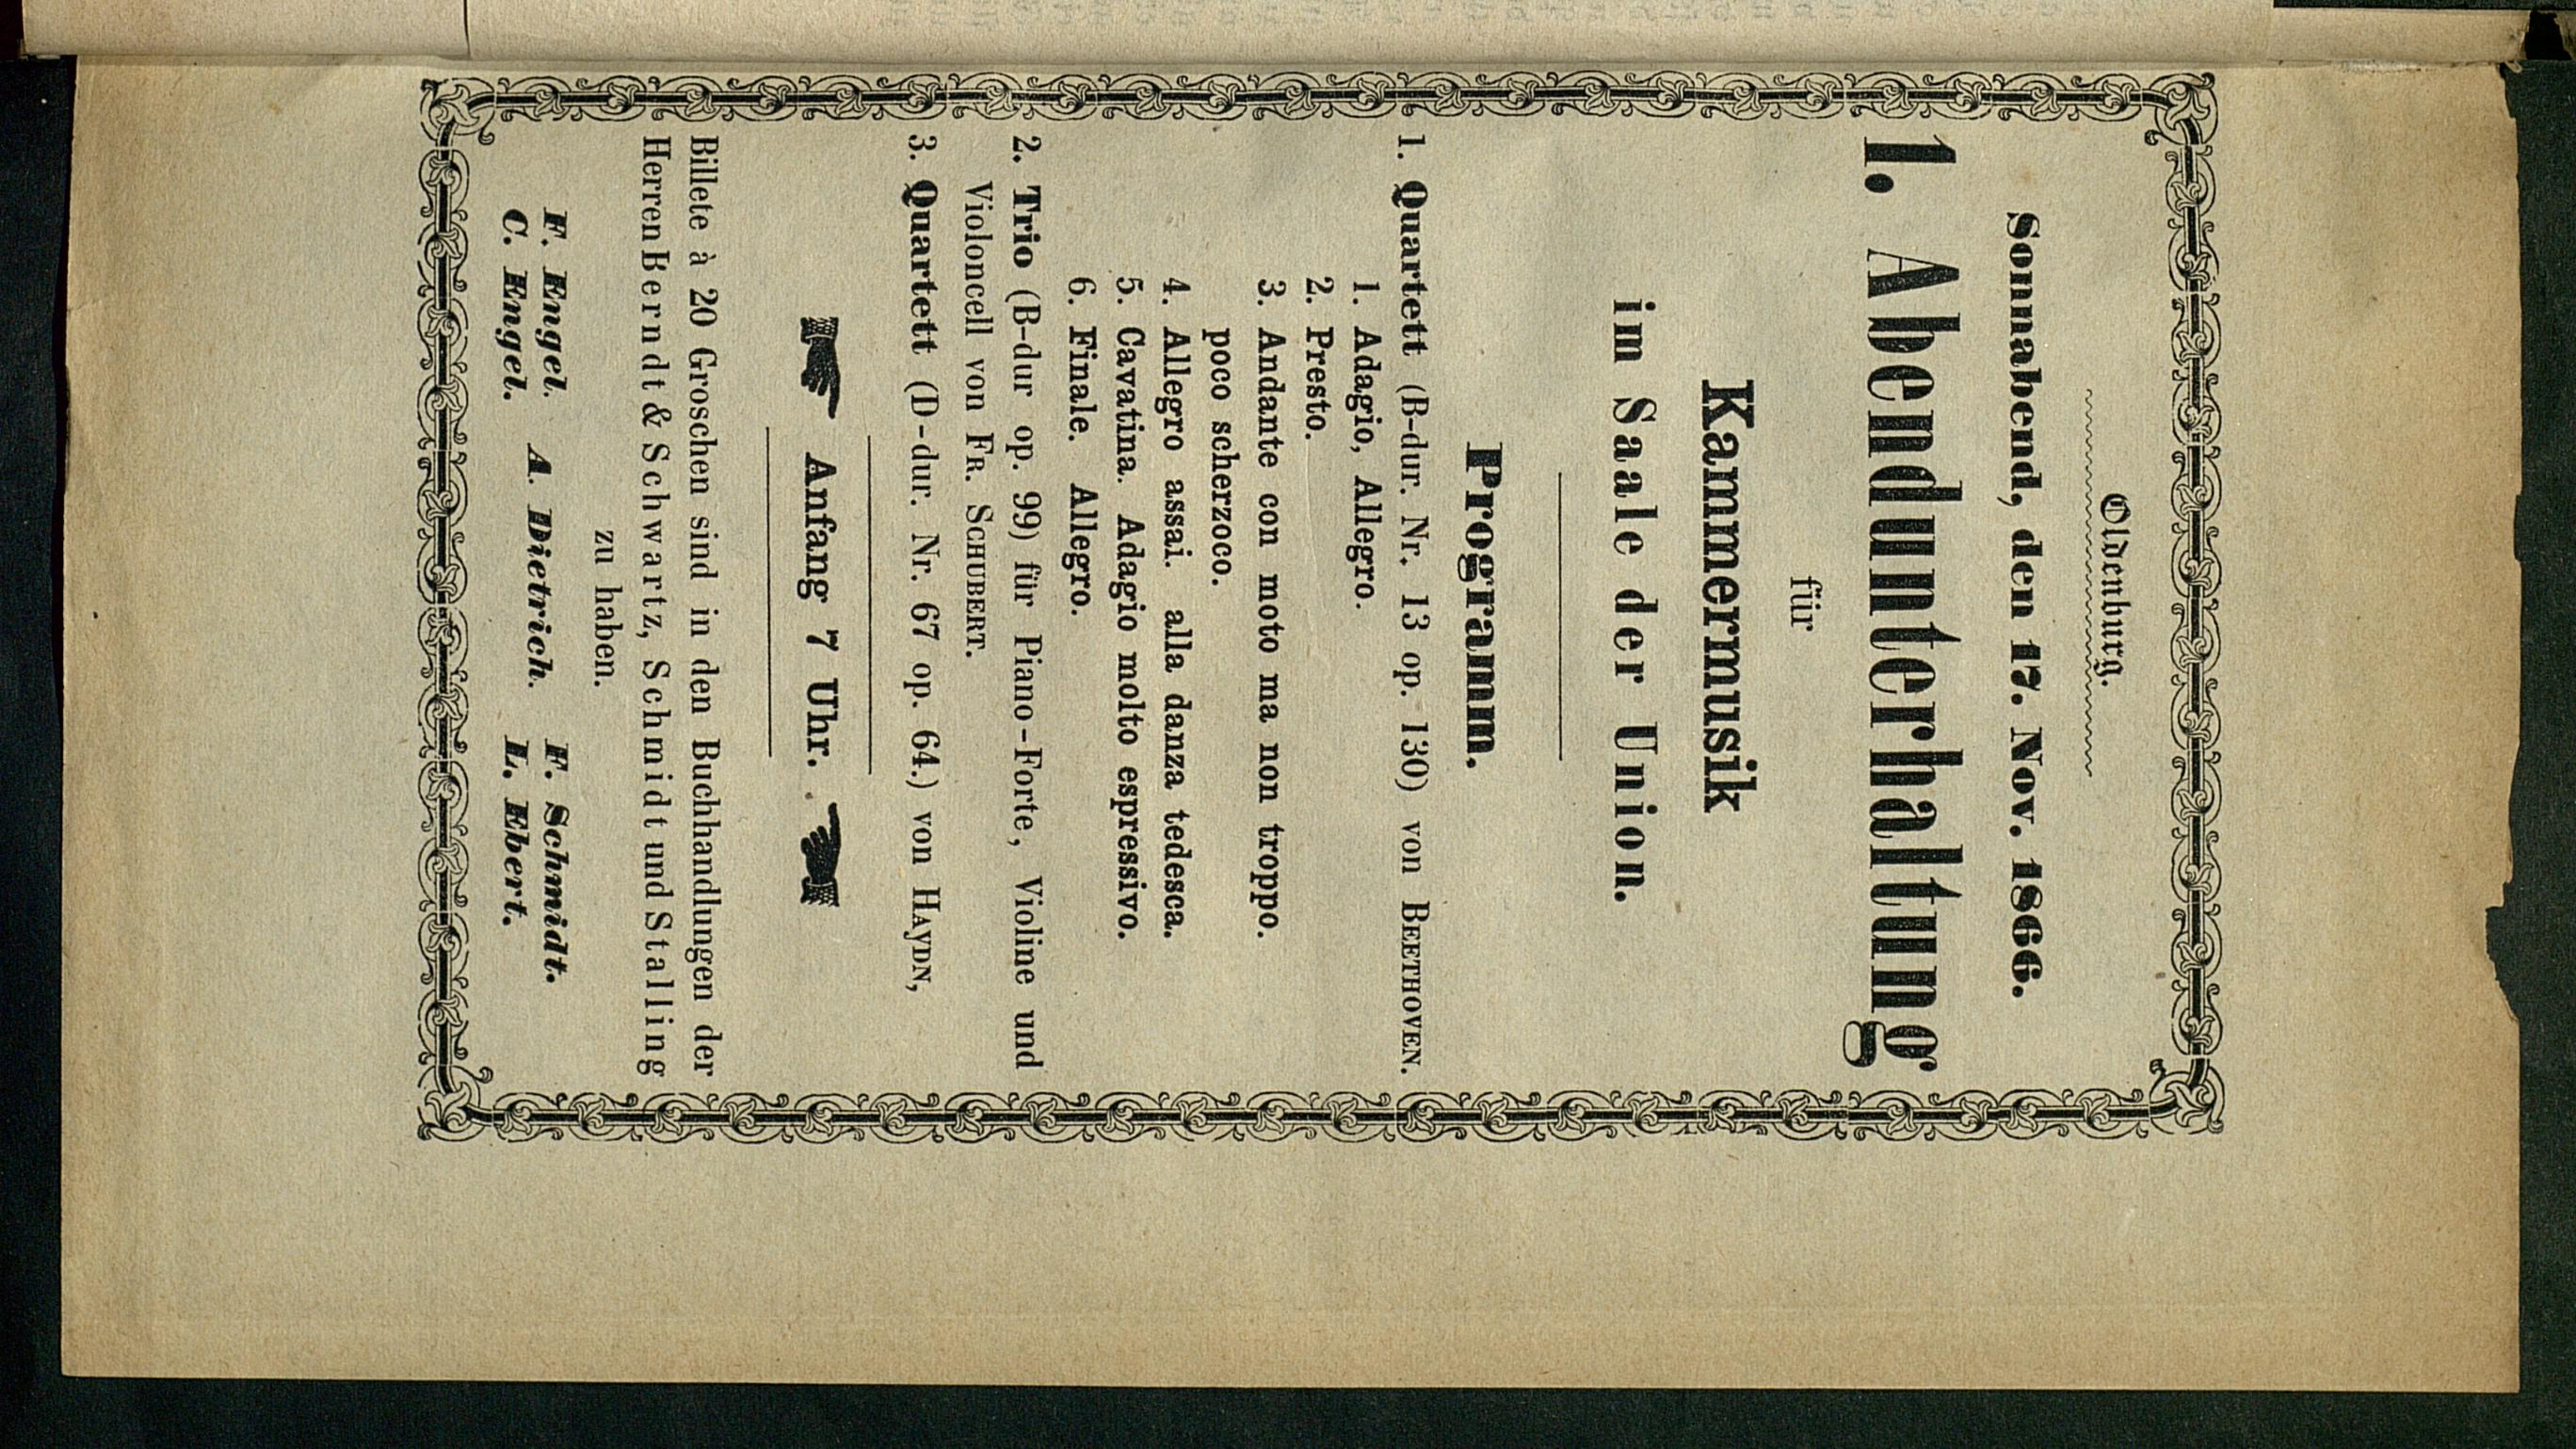 Oldenburg.
Sonnabend, den 17. Nov. 1866.
1. Abendunterhaltung
für
Kammermusik
im Saale der Union.
Programm.
1. Quartett (B-dur. Nr. 13 op. 130) von BEETHOVEN.
1. Adagio, Allegro.
2. Presto.
3. Andante con moto ma non troppo.
poco scherzoco.
4. Allegro assai. alla danza tedesca.
5. Cavatina. Adagio molto espressivo.
6. Finale. Allegro.
2. Trio (B-dur op. 99) für Piano-Forte, Violine und
Violoncell von FR. SCHUBERT.
3. Quartett (D-dur. Nr. 67 op. 64.) von HAYDN,
Anfang 7 Uhr.
Billete à 20 Groschen sind in den Buchhandlungen der
Herren Berndt & Schwartz, Schmidt und Stalling
zu haben.
F. Engel. A. Dietrich. F. Schmidt.
C. Engel. L. Ebert.